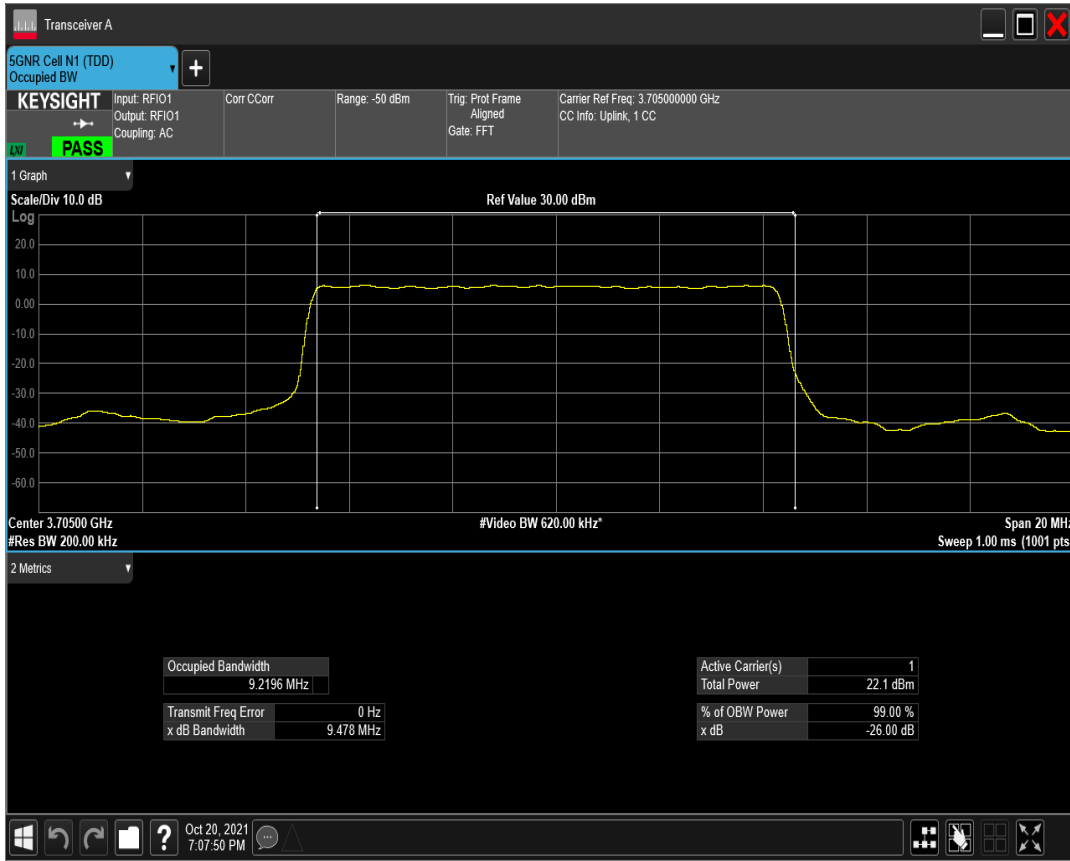 Transceiver A
5GNR Cell N1 (TDD)
Occupied BW
KEYSIGHT
LXI
PASS
Input: RFIO1
Output: RFIO1
Coupling: AC
Corr CCorr
Range: -50 dBm
Trig: Prot Frame
Aligned
Gate: FFT
Carrier Ref Freq: 3.705000000 GHz
CC Info: Uplink, 1 CC
1 Graph
Scale/Div 10.0 dB
Ref Value 30.00 dBm
Log
20.0
10.0
0.00
-10.0
-20.0
-30.0
-40.0
-50.0
-60.0
Center 3.70500 GHz
#Video BW 620.00 kHz*
Span 20 MHz
#Res BW 200.00 kHz
Sweep 1.00 ms (1001 pts
2 Metrics
Occupied Bandwidth
9.2196 MHz
Transmit Freq Error 0 Hz
x dB Bandwidth 9.478 MHz
Active Carrier(s) 1
Total Power 22.1 dBm
% of OBW Power 99.00 %
x dB -26.00 dB
?
Oct 20, 2021
7:07:50 PM